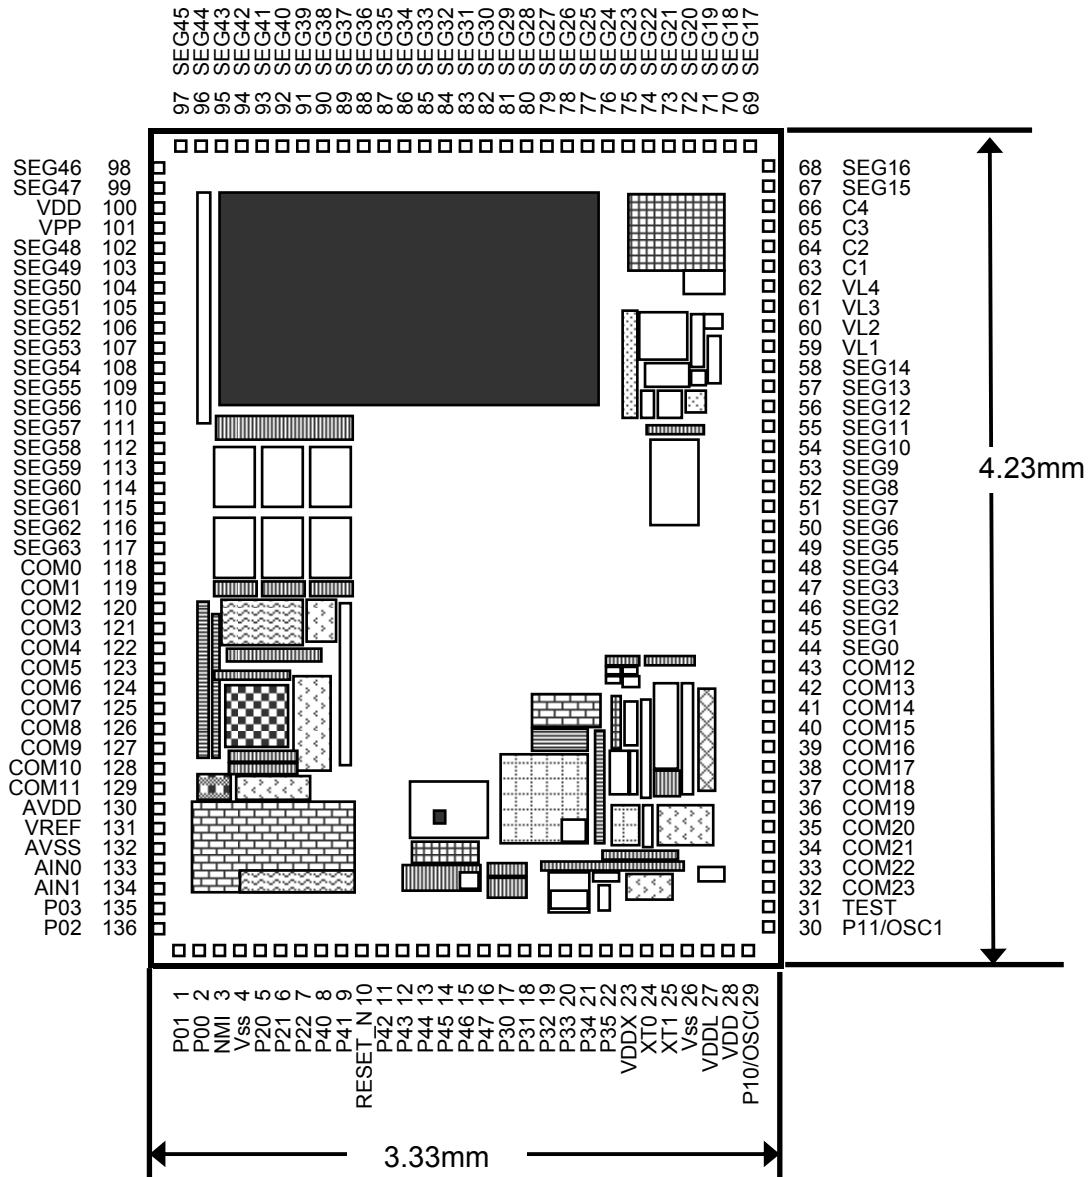 97 SEG45
96 SEG44
95 SEG43
94 SEG42
93 SEG41
92 SEG40
91 SEG39
90 SEG38
89 SEG37
88 SEG36
87 SEG35
86 SEG34
85 SEG33
84 SEG32
83 SEG31
82 SEG30
81 SEG29
80 SEG28
79 SEG27
78 SEG26
77 SEG25
76 SEG24
75 SEG23
74 SEG22
73 SEG21
72 SEG20
71 SEG19
70 SEG18
69 SEG17
SEG46 98
SEG47 99
VDD 100
VPP 101
SEG48 102
SEG49 103
SEG50 104
SEG51 105
SEG52 106
SEG53 107
SEG54 108
SEG55 109
SEG56 110
SEG57 111
SEG58 112
SEG59 113
SEG60 114
SEG61 115
SEG62 116
SEG63 117
COM0 118
COM1 119
COM2 120
COM3 121
COM4 122
COM5 123
COM6 124
COM7 125
COM8 126
COM9 127
COM10 128
COM11 129
AVDD 130
VREF 131
AVSS 132
AIN0 133
AIN1 134
P03 135
P02 136
68 SEG16
67 SEG15
66 C4
65 C3
64 C2
63 C1
62 VL4
61 VL3
60 VL2
59 VL1
58 SEG14
57 SEG13
56 SEG12
55 SEG11
54 SEG10
53 SEG9
52 SEG8
51 SEG7
50 SEG6
49 SEG5
48 SEG4
47 SEG3
46 SEG2
45 SEG1
44 SEG0
43 COM12
42 COM13
41 COM14
40 COM15
39 COM16
38 COM17
37 COM18
36 COM19
35 COM20
34 COM21
33 COM22
32 COM23
31 TEST
30 P11/OSC1
4.23mm
P01 1
P00 2
NMI 3
Vss 4
P20 5
P21 6
P22 7
P40 8
P41 9
RESET_N 10
P42 11
P43 12
P44 13
P45 14
P46 15
P47 16
P30 17
P31 18
P32 19
P33 20
P34 21
P35 22
VDDX 23
XT0 24
XT1 25
Vss 26
VDDL 27
VDD 28
P10/OSC 29
3.33mm